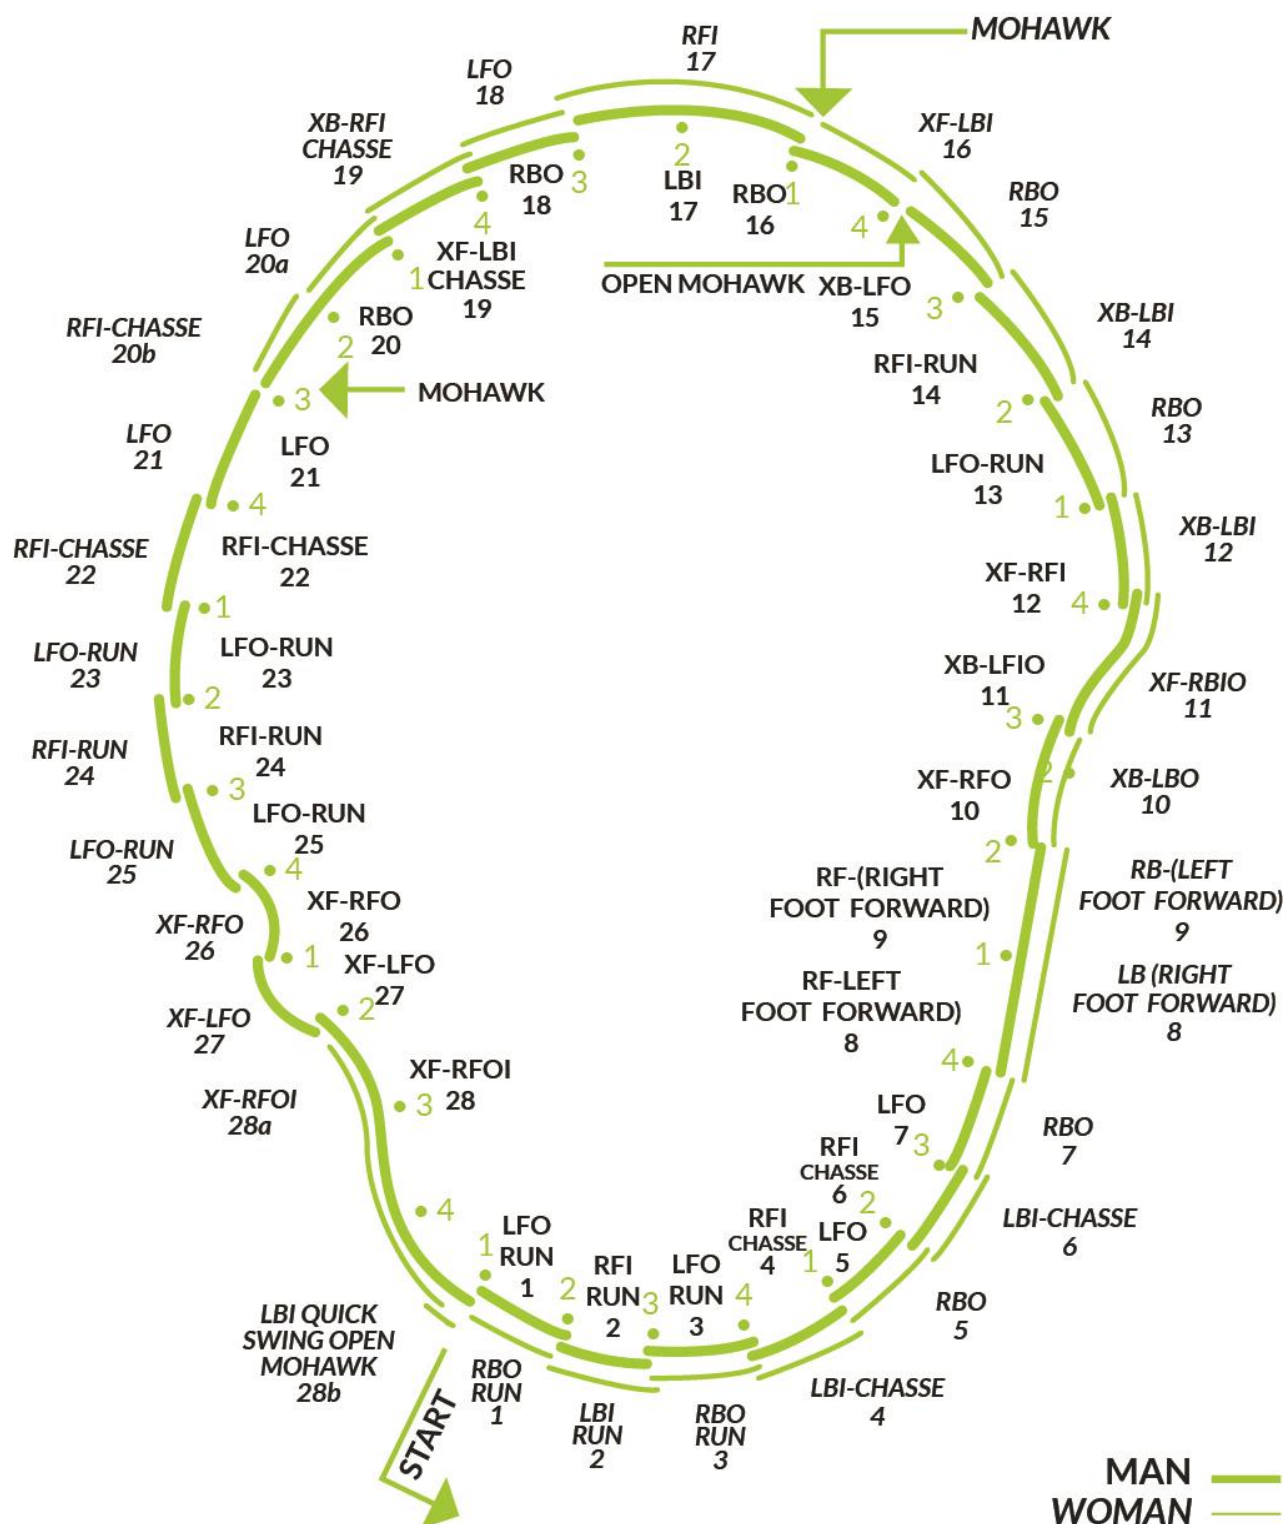 MOHAWK
RFI
17
LFO
18
XB-RFI
CHASSE
19
XF-LBI
16
RBO
15
2
3
1
4
LBI
17
RBO
18
RBO
16
4
XF-LBI
CHASSE
19
1
OPEN MOHAWK
XB-LFO
15
3
LFO
20a
RBO
20
2
RFI-CHASSE
20b
XB-LBI
14
RFI-RUN
14
2
3
MOHAWK
RBO
13
LFO
21
LFO
21
LFO-RUN
13
1
4
XB-LBI
12
RFI-CHASSE
22
RFI-CHASSE
22
XF-RFI
12
4
1
LFO-RUN
23
LFO-RUN
23
XB-LFIO
11
3
XF-RBIO
11
2
RFI-RUN
24
RFI-RUN
24
3
XF-RFO
10
2
XB-LBO
10
2
LFO-RUN
25
LFO-RUN
25
4
RF-(RIGHT
FOOT FORWARD)
9
RB-(LEFT
FOOT FORWARD)
9
XF-RFO
26
XF-RFO
26
1
1
XF-LFO
27
2
XF-LFO
27
RF-LEFT
FOOT FORWARD)
8
LB (RIGHT
FOOT FORWARD)
8
4
XF-RFOI
28a
XF-RFOI
28
3
LFO
7
3
RBO
7
RFI
CHASSE
6
2
LBI-CHASSE
6
4
LFO
RUN
1
1
RFI
RUN
2
2
LFO
RUN
3
3
RFI
CHASSE
4
4
LFO
5
1
RBO
5
LBI QUICK
SWING OPEN
MOHAWK
28b
START
RBO
RUN
1
LBI
RUN
2
RBO
RUN
3
LBI-CHASSE
4
MAN
WOMAN